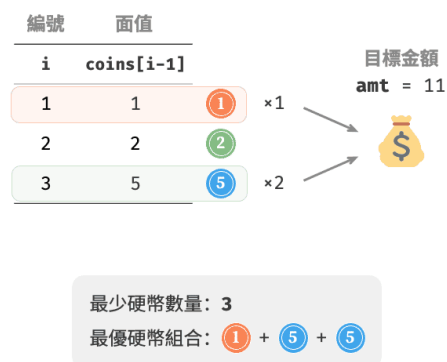 編號 面值
i coins[i-1]
1 1 1 ×1
2 2 2
3 5 5 ×2
目標金額
amt = 11
$
最少硬幣數量：3
最優硬幣組合：1 + 5 + 5